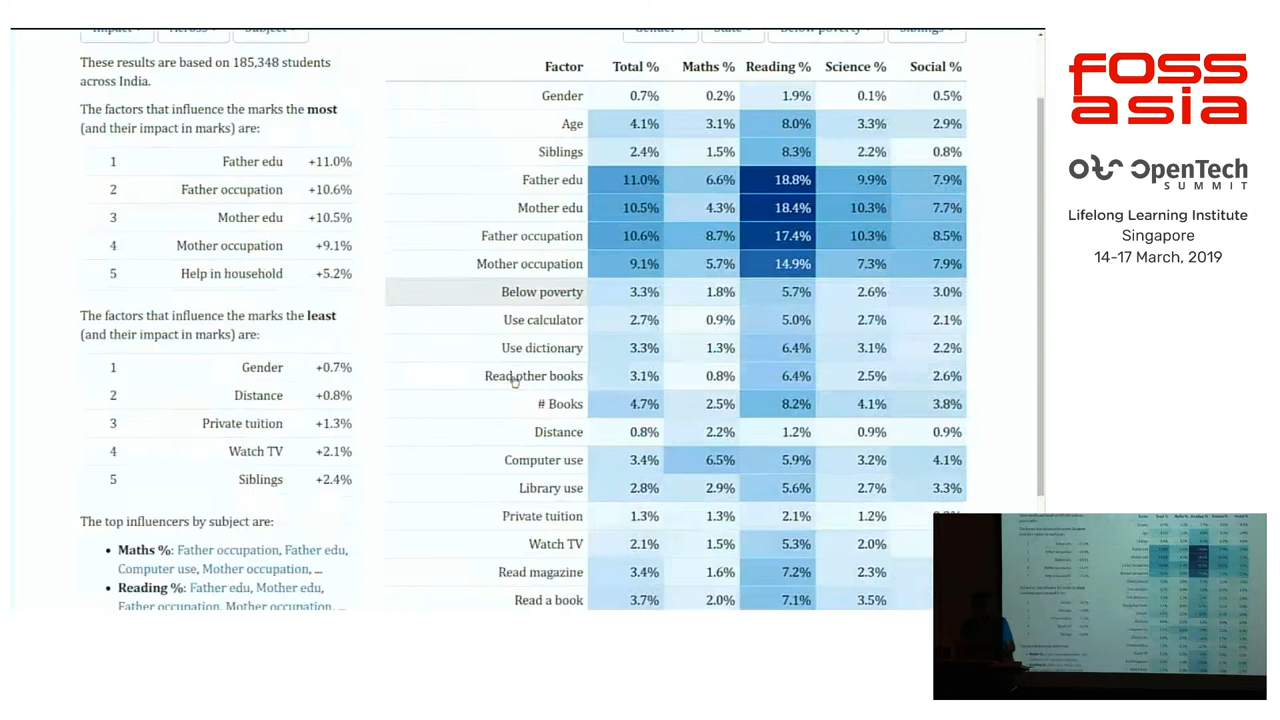 Impact
Across
Subject
Gender
State
Below poverty
Siblings
These results are based on 185,348 students
across India.
The factors that influence the marks the most
(and their impact in marks) are:
1 Father edu +11.0%
2 Father occupation +10.6%
3 Mother edu +10.5%
4 Mother occupation +9.1%
5 Help in household +5.2%
The factors that influence the marks the least
(and their impact in marks) are:
1 Gender +0.7%
2 Distance +0.8%
3 Private tuition +1.3%
4 Watch TV +2.1%
5 Siblings +2.4%
The top influencers by subject are:
• Maths %: Father occupation, Father edu,
Computer use, Mother occupation, ...
• Reading %: Father edu, Mother edu,
Father occupation, Mother occupation, ...
Factor Total % Maths % Reading % Science % Social %
Gender 0.7% 0.2% 1.9% 0.1% 0.5%
Age 4.1% 3.1% 8.0% 3.3% 2.9%
Siblings 2.4% 1.5% 8.3% 2.2% 0.8%
Father edu 11.0% 6.6% 18.8% 9.9% 7.9%
Mother edu 10.5% 4.3% 18.4% 10.3% 7.7%
Father occupation 10.6% 8.7% 17.4% 10.3% 8.5%
Mother occupation 9.1% 5.7% 14.9% 7.3% 7.9%
Below poverty 3.3% 1.8% 5.7% 2.6% 3.0%
Use calculator 2.7% 0.9% 5.0% 2.7% 2.1%
Use dictionary 3.3% 1.3% 6.4% 3.1% 2.2%
Read other books 3.1% 0.8% 6.4% 2.5% 2.6%
# Books 4.7% 2.5% 8.2% 4.1% 3.8%
Distance 0.8% 2.2% 1.2% 0.9% 0.9%
Computer use 3.4% 6.5% 5.9% 3.2% 4.1%
Library use 2.8% 2.9% 5.6% 2.7% 3.3%
Private tuition 1.3% 1.3% 2.1% 1.2%
Watch TV 2.1% 1.5% 5.3% 2.0%
Read magazine 3.4% 1.6% 7.2% 2.3%
Read a book 3.7% 2.0% 7.1% 3.5%
FOSS
asia
OpenTech
SUMMIT
Lifelong Learning Institute
Singapore
14-17 March, 2019